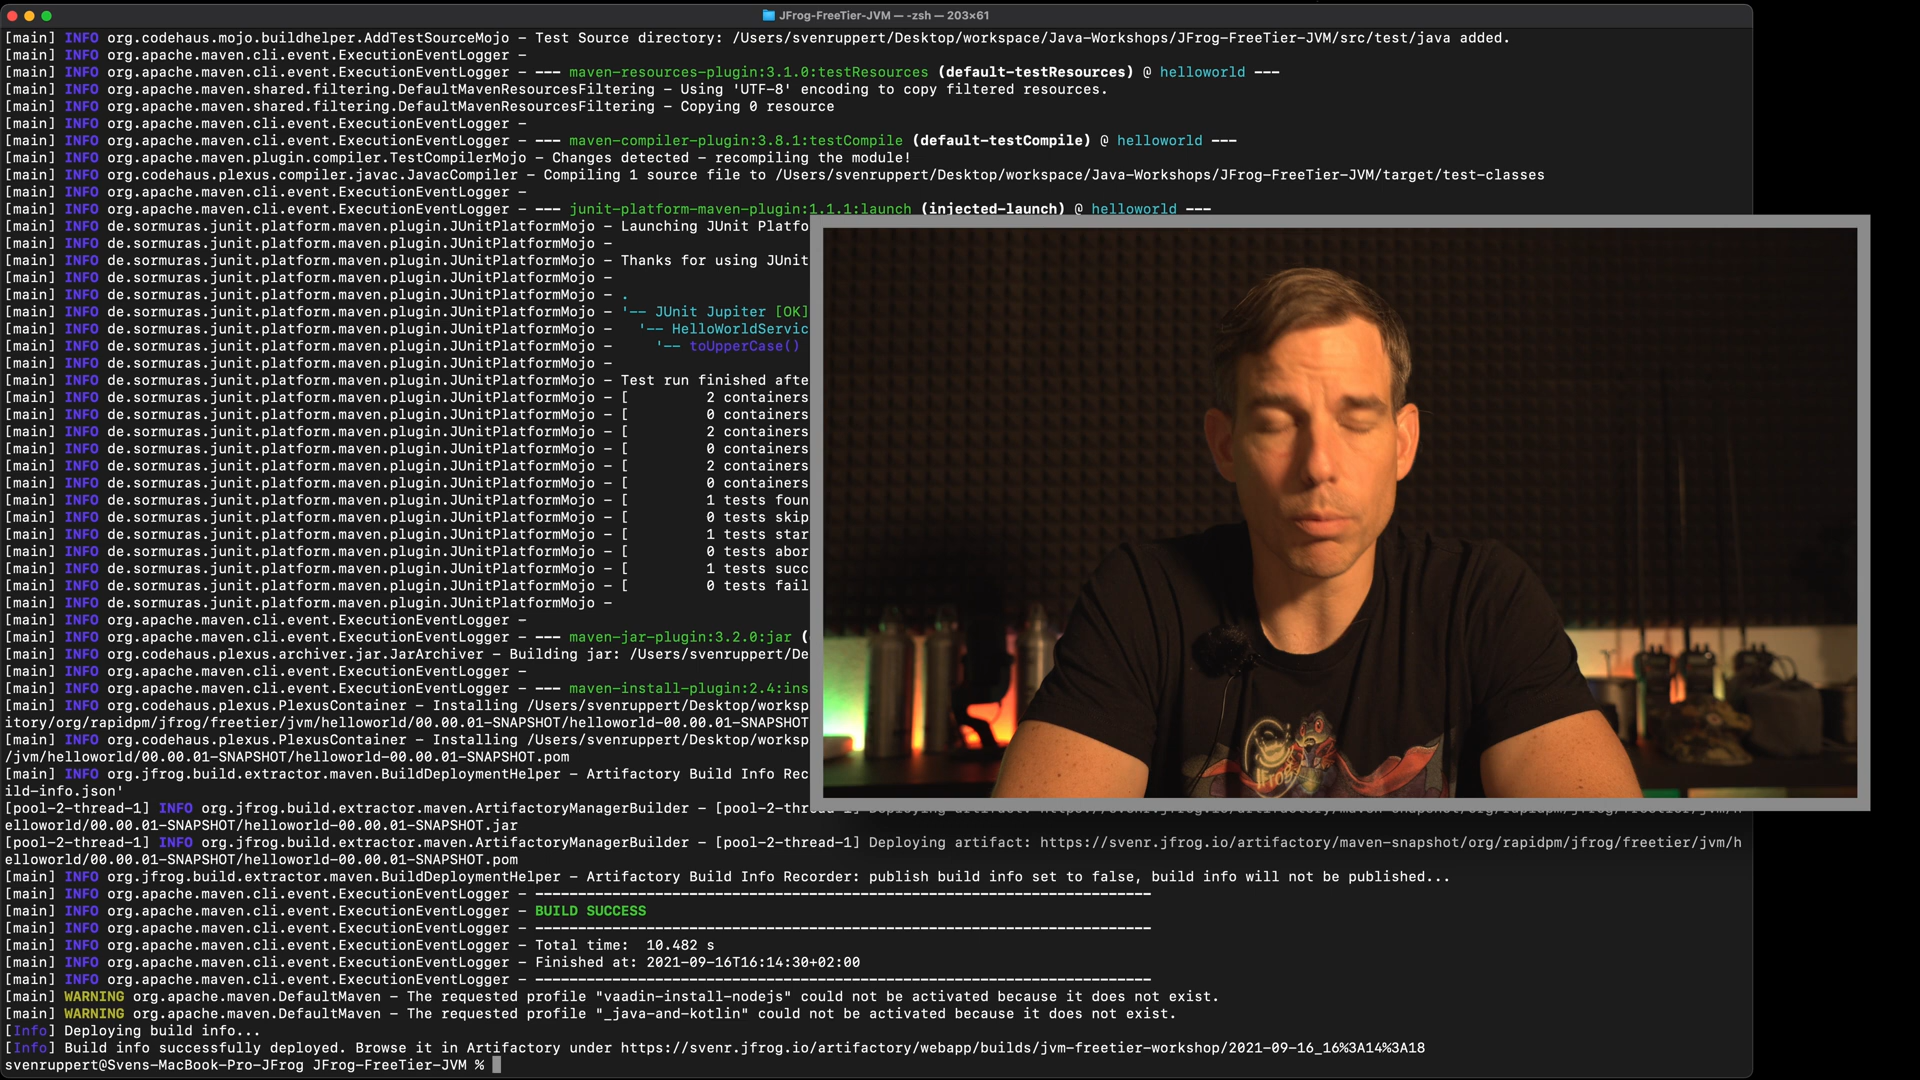 JFrog-FreeTier-JVM — -zsh — 203×61
[main] INFO org.codehaus.mojo.buildhelper.AddTestSourceMojo - Test Source directory: /Users/svenruppert/Desktop/workspace/Java-Workshops/JFrog-FreeTier-JVM/src/test/java added.
[main] INFO org.apache.maven.cli.event.ExecutionEventLogger -
[main] INFO org.apache.maven.cli.event.ExecutionEventLogger - --- maven-resources-plugin:3.1.0:testResources (default-testResources) @ helloworld ---
[main] INFO org.apache.maven.shared.filtering.DefaultMavenResourcesFiltering - Using 'UTF-8' encoding to copy filtered resources.
[main] INFO org.apache.maven.shared.filtering.DefaultMavenResourcesFiltering - Copying 0 resource
[main] INFO org.apache.maven.cli.event.ExecutionEventLogger -
[main] INFO org.apache.maven.cli.event.ExecutionEventLogger - --- maven-compiler-plugin:3.8.1:testCompile (default-testCompile) @ helloworld ---
[main] INFO org.apache.maven.plugin.compiler.TestCompilerMojo - Changes detected - recompiling the module!
[main] INFO org.codehaus.plexus.compiler.javac.JavacCompiler - Compiling 1 source file to /Users/svenruppert/Desktop/workspace/Java-Workshops/JFrog-FreeTier-JVM/target/test-classes
[main] INFO org.apache.maven.cli.event.ExecutionEventLogger -
[main] INFO org.apache.maven.cli.event.ExecutionEventLogger - --- junit-platform-maven-plugin:1.1.1:launch (injected-launch) @ helloworld ---
[main] INFO de.sormuras.junit.platform.maven.plugin.JUnitPlatformMojo - Launching JUnit Platfo
[main] INFO de.sormuras.junit.platform.maven.plugin.JUnitPlatformMojo -
[main] INFO de.sormuras.junit.platform.maven.plugin.JUnitPlatformMojo - Thanks for using JUnit
[main] INFO de.sormuras.junit.platform.maven.plugin.JUnitPlatformMojo -
[main] INFO de.sormuras.junit.platform.maven.plugin.JUnitPlatformMojo - .
[main] INFO de.sormuras.junit.platform.maven.plugin.JUnitPlatformMojo - '-- JUnit Jupiter [OK]
[main] INFO de.sormuras.junit.platform.maven.plugin.JUnitPlatformMojo -   '-- HelloWorldServic
[main] INFO de.sormuras.junit.platform.maven.plugin.JUnitPlatformMojo -     '-- toUpperCase()
[main] INFO de.sormuras.junit.platform.maven.plugin.JUnitPlatformMojo -
[main] INFO de.sormuras.junit.platform.maven.plugin.JUnitPlatformMojo - Test run finished afte
[main] INFO de.sormuras.junit.platform.maven.plugin.JUnitPlatformMojo - [         2 containers
[main] INFO de.sormuras.junit.platform.maven.plugin.JUnitPlatformMojo - [         0 containers
[main] INFO de.sormuras.junit.platform.maven.plugin.JUnitPlatformMojo - [         2 containers
[main] INFO de.sormuras.junit.platform.maven.plugin.JUnitPlatformMojo - [         0 containers
[main] INFO de.sormuras.junit.platform.maven.plugin.JUnitPlatformMojo - [         2 containers
[main] INFO de.sormuras.junit.platform.maven.plugin.JUnitPlatformMojo - [         0 containers
[main] INFO de.sormuras.junit.platform.maven.plugin.JUnitPlatformMojo - [         1 tests foun
[main] INFO de.sormuras.junit.platform.maven.plugin.JUnitPlatformMojo - [         0 tests skip
[main] INFO de.sormuras.junit.platform.maven.plugin.JUnitPlatformMojo - [         1 tests star
[main] INFO de.sormuras.junit.platform.maven.plugin.JUnitPlatformMojo - [         0 tests abor
[main] INFO de.sormuras.junit.platform.maven.plugin.JUnitPlatformMojo - [         1 tests succ
[main] INFO de.sormuras.junit.platform.maven.plugin.JUnitPlatformMojo - [         0 tests fail
[main] INFO de.sormuras.junit.platform.maven.plugin.JUnitPlatformMojo -
[main] INFO org.apache.maven.cli.event.ExecutionEventLogger -
[main] INFO org.apache.maven.cli.event.ExecutionEventLogger - --- maven-jar-plugin:3.2.0:jar (
[main] INFO org.codehaus.plexus.archiver.jar.JarArchiver - Building jar: /Users/svenruppert/De
[main] INFO org.apache.maven.cli.event.ExecutionEventLogger -
[main] INFO org.apache.maven.cli.event.ExecutionEventLogger - --- maven-install-plugin:2.4:ins
[main] INFO org.codehaus.plexus.PlexusContainer - Installing /Users/svenruppert/Desktop/worksp
itory/org/rapidpm/jfrog/freetier/jvm/helloworld/00.00.01-SNAPSHOT/helloworld-00.00.01-SNAPSHOT
[main] INFO org.codehaus.plexus.PlexusContainer - Installing /Users/svenruppert/Desktop/worksp
/jvm/helloworld/00.00.01-SNAPSHOT/helloworld-00.00.01-SNAPSHOT.pom
[main] INFO org.jfrog.build.extractor.maven.BuildDeploymentHelper - Artifactory Build Info Rec
ild-info.json'
[pool-2-thread-1] INFO org.jfrog.build.extractor.maven.ArtifactoryManagerBuilder - [pool-2-thread-1] Deploying artifact: https://svenr.jfrog.io/artifactory/maven-snapshot/org/rapidpm/jfrog/freetier/jvm/h
elloworld/00.00.01-SNAPSHOT/helloworld-00.00.01-SNAPSHOT.jar
[pool-2-thread-1] INFO org.jfrog.build.extractor.maven.ArtifactoryManagerBuilder - [pool-2-thread-1] Deploying artifact: https://svenr.jfrog.io/artifactory/maven-snapshot/org/rapidpm/jfrog/freetier/jvm/h
elloworld/00.00.01-SNAPSHOT/helloworld-00.00.01-SNAPSHOT.pom
[main] INFO org.jfrog.build.extractor.maven.BuildDeploymentHelper - Artifactory Build Info Recorder: publish build info set to false, build info will not be published...
[main] INFO org.apache.maven.cli.event.ExecutionEventLogger - ------------------------------------------------------------------------
[main] INFO org.apache.maven.cli.event.ExecutionEventLogger - BUILD SUCCESS
[main] INFO org.apache.maven.cli.event.ExecutionEventLogger - ------------------------------------------------------------------------
[main] INFO org.apache.maven.cli.event.ExecutionEventLogger - Total time:  10.482 s
[main] INFO org.apache.maven.cli.event.ExecutionEventLogger - Finished at: 2021-09-16T16:14:30+02:00
[main] INFO org.apache.maven.cli.event.ExecutionEventLogger - ------------------------------------------------------------------------
[main] WARNING org.apache.maven.DefaultMaven - The requested profile "vaadin-install-nodejs" could not be activated because it does not exist.
[main] WARNING org.apache.maven.DefaultMaven - The requested profile "_java-and-kotlin" could not be activated because it does not exist.
[Info] Deploying build info...
[Info] Build info successfully deployed. Browse it in Artifactory under https://svenr.jfrog.io/artifactory/webapp/builds/jvm-freetier-workshop/2021-09-16_16%3A14%3A18
svenruppert@Svens-MacBook-Pro-JFrog JFrog-FreeTier-JVM %
JFrog